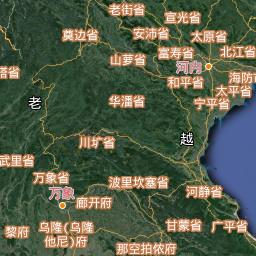 老街省
宣光省
奠边省
安沛省
太原省
北江省
山萝省
富寿省
河内
海防市
塔省
和平省
太平省
华潘省
宁平省
老
越
川圹省
武里省
万象省
波里坎塞省
河静省
万象
廊开府
乌隆(乌隆
他尼)府
甘蒙省
广平省
黎府
那空拍侬府